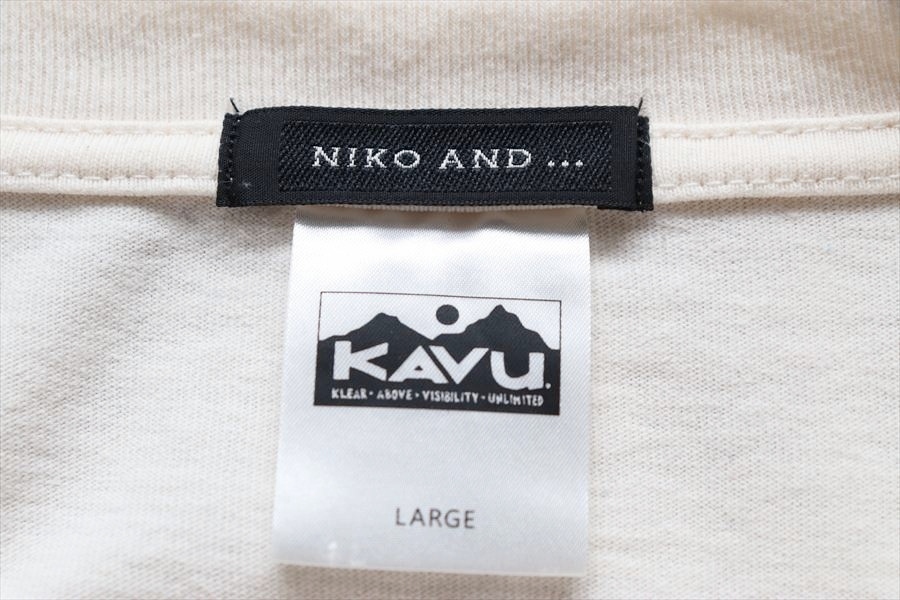 NIKO AND ...
KAVU.
KLEAR • ABOVE • VISIBILITY • UNLIMITED
LARGE